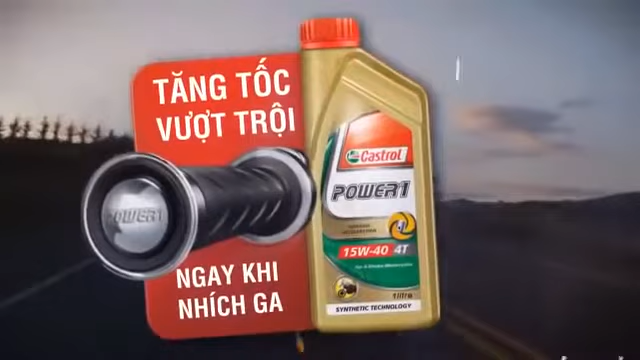 TĂNG TỐC
VƯỢT TRỘI
POWER1
NGAY KHI
NHÍCH GA
Castrol
POWER1
15W-40 4T
1 litre
SYNTHETIC TECHNOLOGY